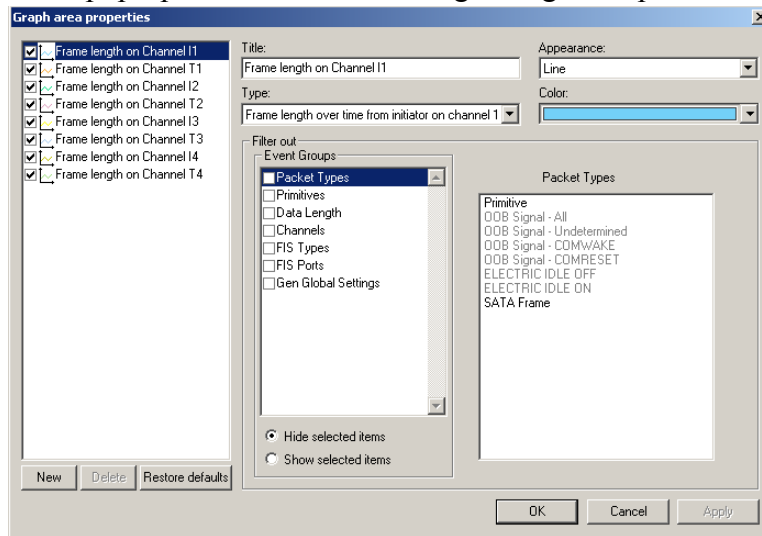 Graph area properties
Frame length on Channel I1
Frame length on Channel T1
Frame length on Channel I2
Frame length on Channel T2
Frame length on Channel I3
Frame length on Channel T3
Frame length on Channel I4
Frame length on Channel T4
New
Delete
Restore defaults
Title:
Frame length on Channel I1
Appearance:
Line
Type:
Frame length over time from initiator on channel 1
Color:
Filter out
Event Groups
Packet Types
Primitives
Data Length
Channels
FIS Types
FIS Ports
Gen Global Settings
Hide selected items
Show selected items
Packet Types
Primitive
OOB Signal - All
OOB Signal - Undetermined
OOB Signal - COMWAKE
OOB Signal - COMRESET
ELECTRIC IDLE OFF
ELECTRIC IDLE ON
SATA Frame
OK
Cancel
Apply